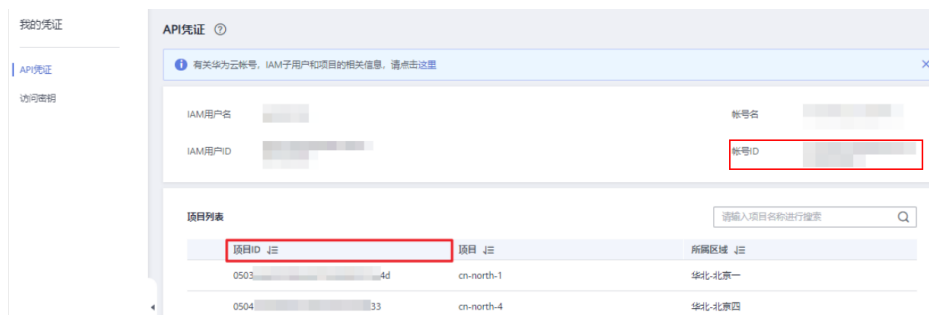 我的凭证
API凭证
访问密钥
API凭证 ?
有关华为云帐号，IAM子用户和项目的相关信息，请点击这里
IAM用户名
帐号名
IAM用户ID
帐号ID
项目列表
请输入项目名称进行搜索
项目ID 项目 所属区域
0503 4d cn-north-1 华北-北京一
0504 33 cn-north-4 华北-北京四